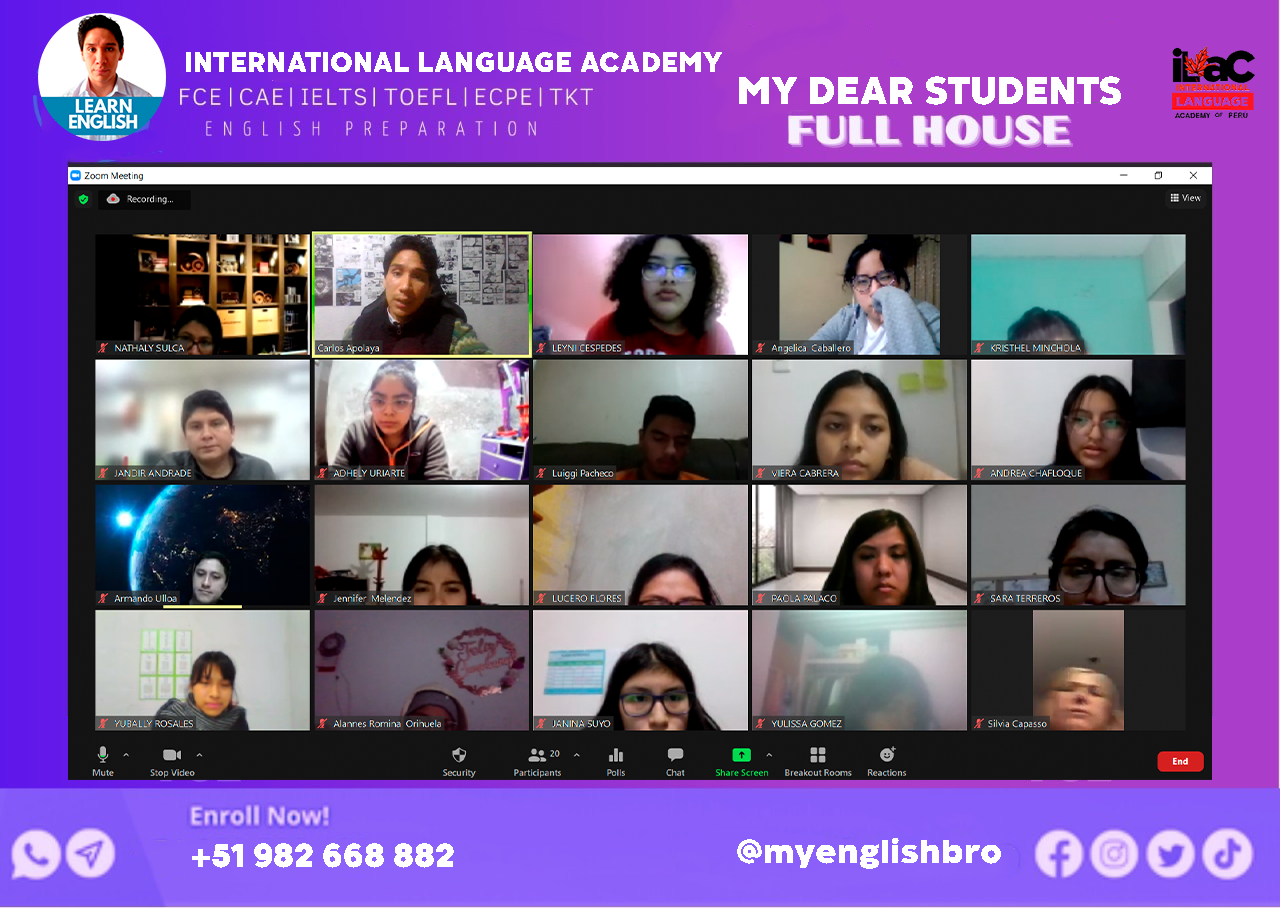 LEARN
ENGLISH
INTERNATIONAL LANGUAGE ACADEMY
FCE|CAE|IELTS|TOEFL|ECPE|TKT
ENGLISH PREPARATION
MY DEAR STUDENTS
FULL HOUSE
iLaC
INTERNATIONAL
LANGUAGE
ACADEMY OF PERU
Zoom Meeting
Recording...
View
NATHALY SULCA
Carlos Apolaya
LEYNI CESPEDES
Angelica Caballero
KRISTHEL MINCHOLA
JANDIR ANDRADE
ADHELY URIARTE
Luiggi Pacheco
VIERA CABRERA
ANDREA CHAFLOQUE
Armando Ulloa
Jennifer Melendez
LUCERO FLORES
PAOLA PALACO
SARA TERREROS
Feliz
Cumpleaños
YUBALLY ROSALES
Alannes Romina Orihuela
JANINA SUYO
YULISSA GOMEZ
Silvia Capasso
Mute
Stop Video
Security
20
Participants
Polls
Chat
Share Screen
Breakout Rooms
Reactions
End
Enroll Now!
+51 982 668 882
@myenglishbro